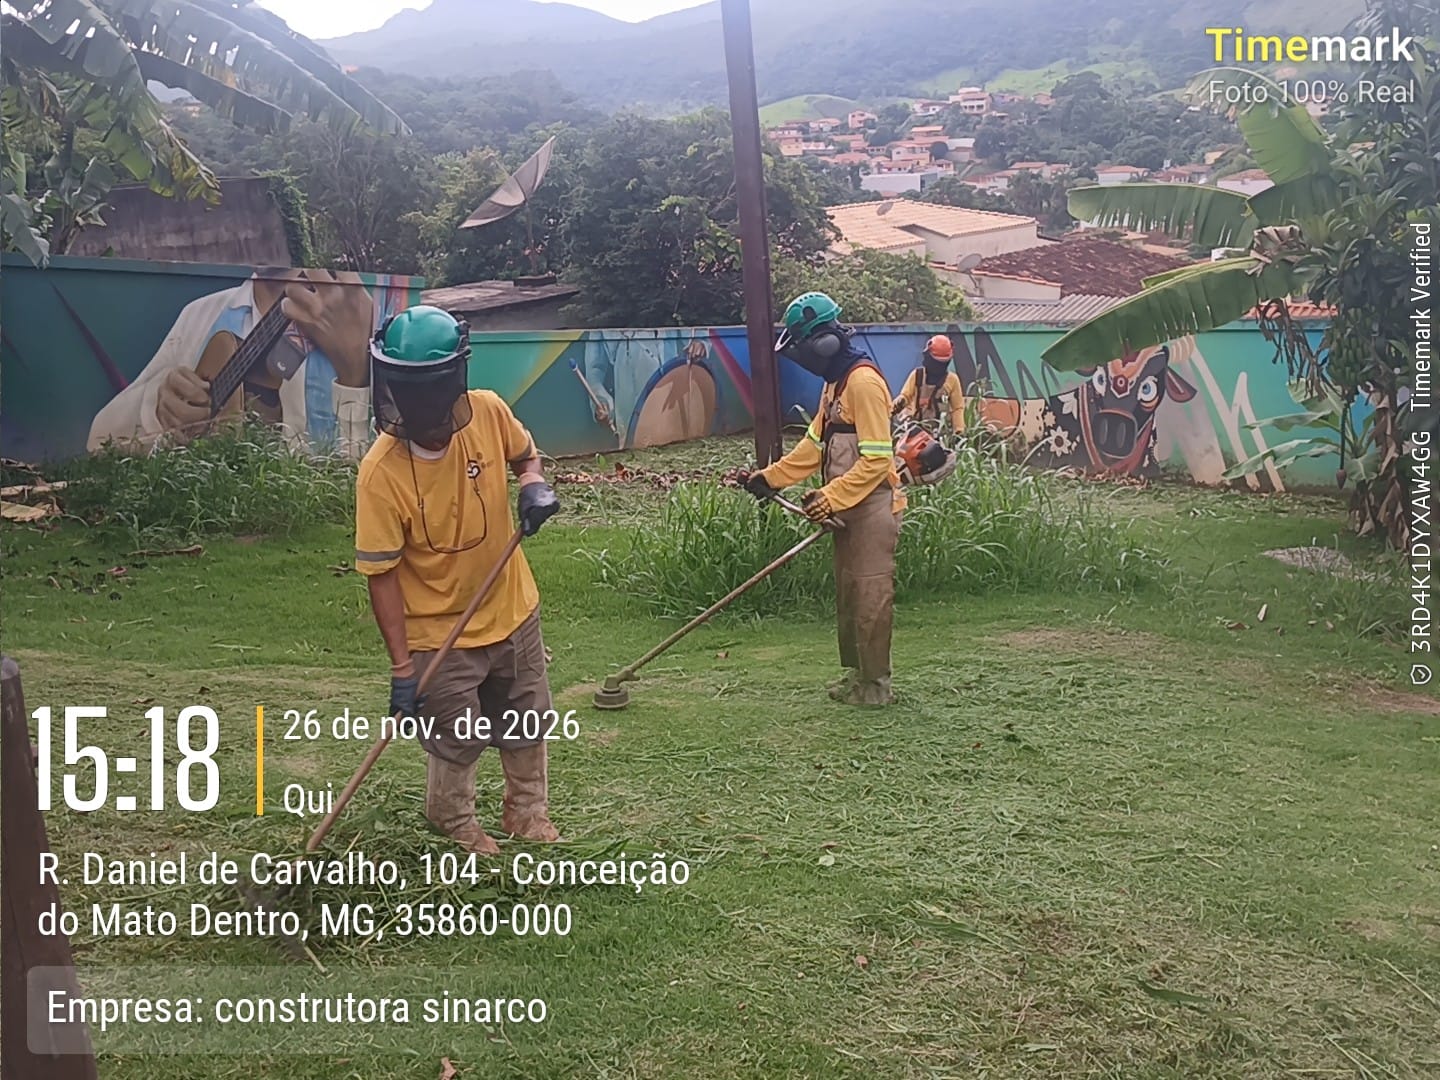 Timemark
Foto 100% Real
3RD4K1DYXAW4GG Timemark Verified
15:18
26 de nov. de 2026
Qui
R. Daniel de Carvalho, 104 - Conceição
do Mato Dentro, MG, 35860-000
Empresa: construtora sinarco